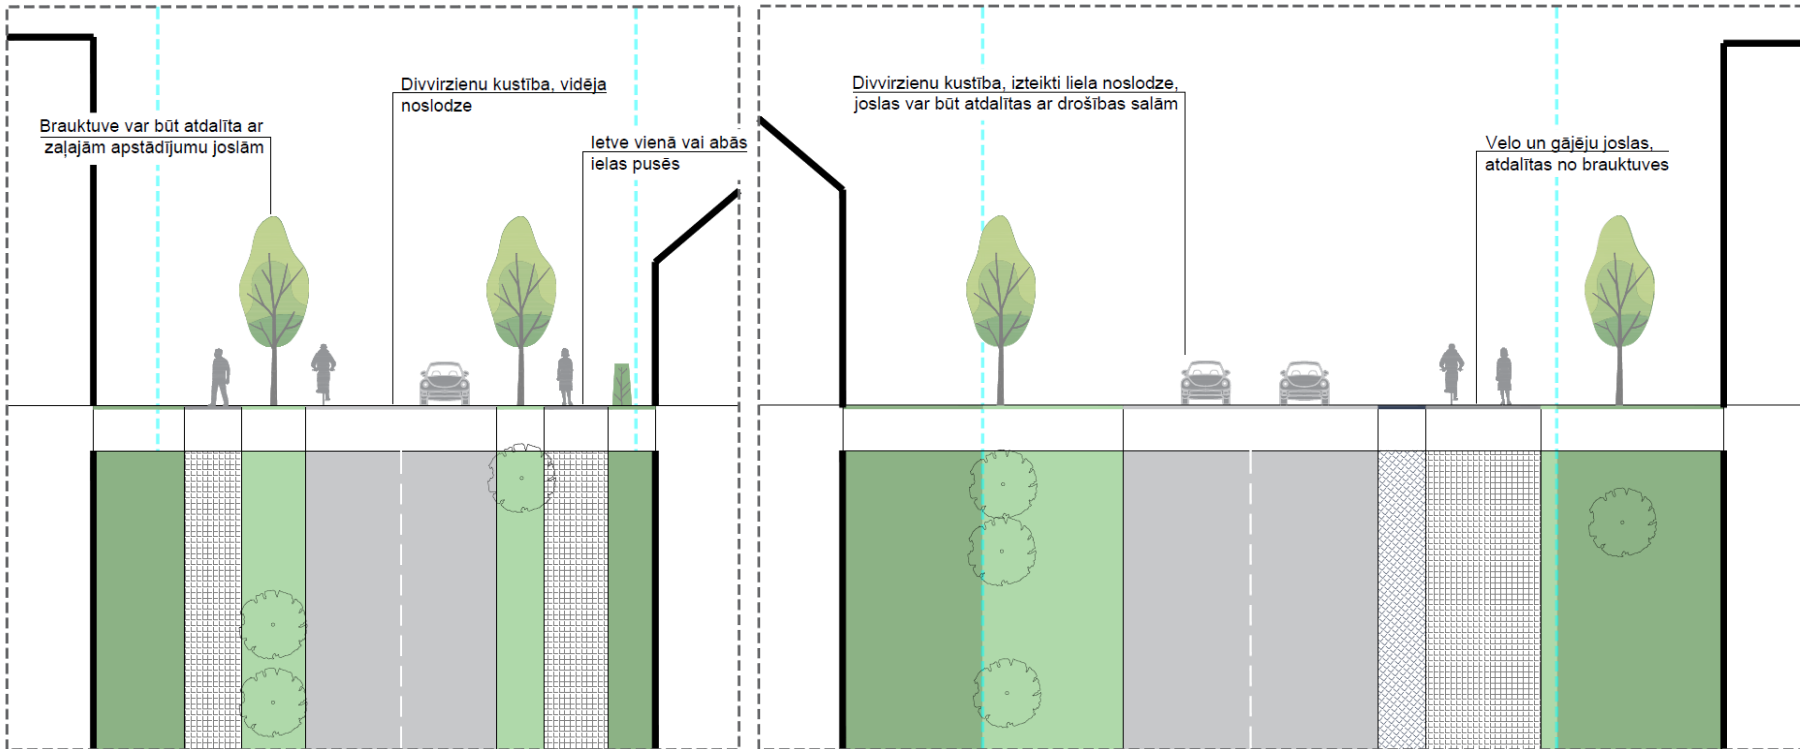 Brauktuve var būt atdalīta ar
zaļajām apstādījumu joslām
Divvirzienu kustība, vidēja
noslodze
Ietve vienā vai abās
ielas pusēs
Divvirzienu kustība, izteikti liela noslodze,
joslas var būt atdalītas ar drošības salām
Velo un gājēju joslas,
atdalītas no brauktuves